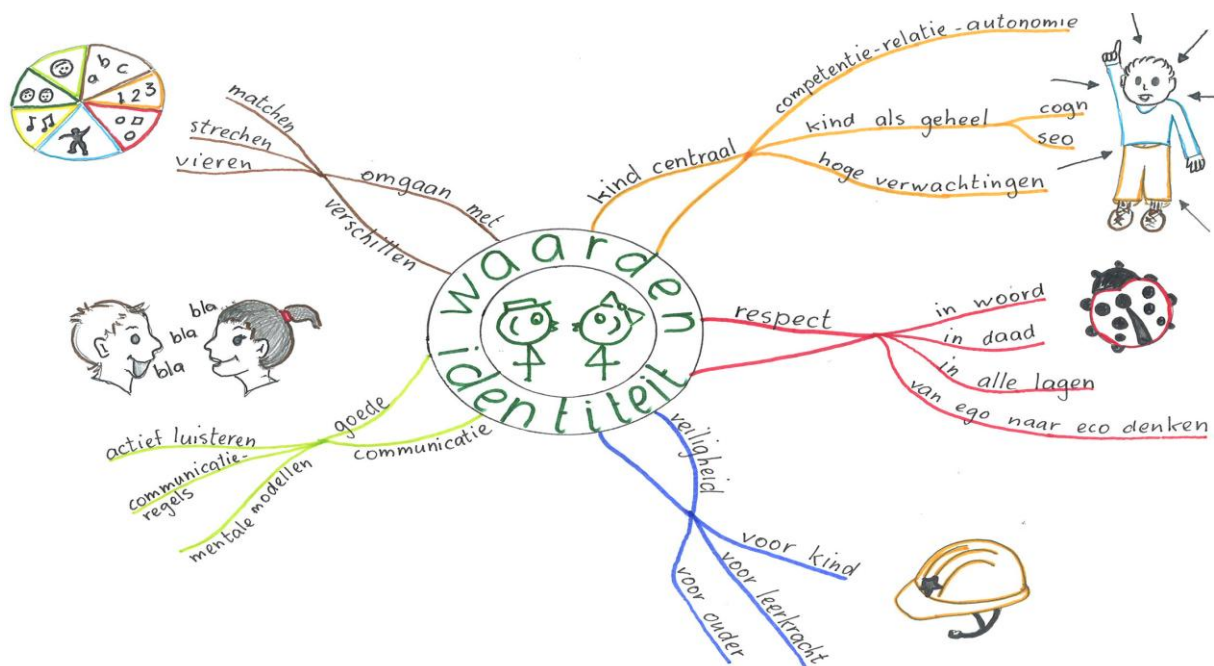 waarden
identiteit
kind centraal
competentie-relatie-autonomie
kind als geheel
cogn
seo
hoge verwachtingen
respect
in woord
in daad
in alle lagen
van ego naar eco denken
veiligheid
voor kind
voor leerkracht
voor ouder
goede
communicatie
actief luisteren
communicatie-
regels
mentale modellen
bla
bla
bla
omgaan met
verschillen
matchen
strechen
vieren
a b c
1 2 3